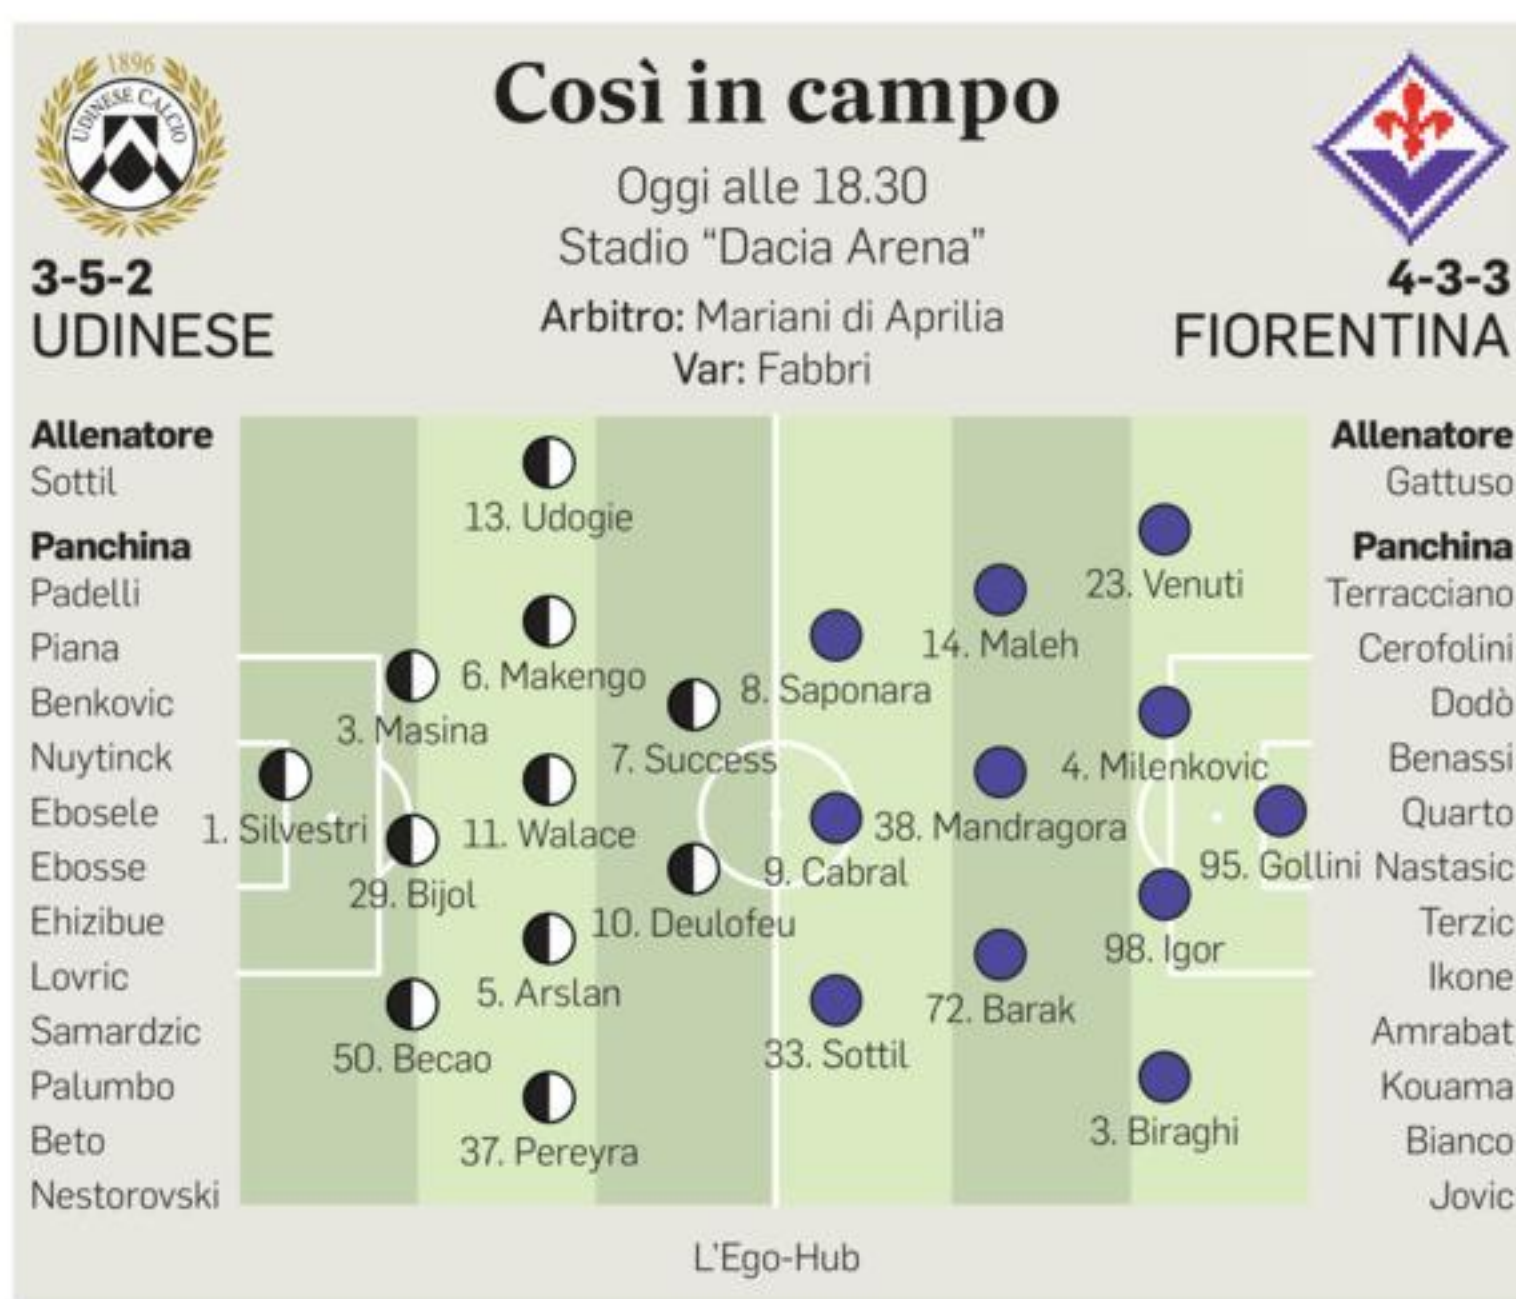 1896
UDINESE CALCIO
Così in campo
Oggi alle 18.30
Stadio “Dacia Arena”
Arbitro: Mariani di Aprilia
Var: Fabbri
3-5-2
UDINESE
4-3-3
FIORENTINA
Allenatore
Sottil
Panchina
Padelli
Piana
Benkovic
Nuytinck
Ebosele
Ebosse
Ehizibue
Lovric
Samardzic
Palumbo
Beto
Nestorovski
13. Udogie
6. Makengo
3. Masina
7. Success
1. Silvestri
11. Walace
29. Bijol
10. Deulofeu
5. Arslan
50. Becao
37. Pereyra
23. Venuti
14. Maleh
8. Saponara
4. Milenkovic
38. Mandragora
9. Cabral
95. Gollini
98. Igor
72. Barak
33. Sottil
3. Biraghi
Allenatore
Gattuso
Panchina
Terracciano
Cerofolini
Dodò
Benassi
Quarto
Nastasic
Terzic
Ikone
Amrabat
Kouama
Bianco
Jovic
L'Ego-Hub